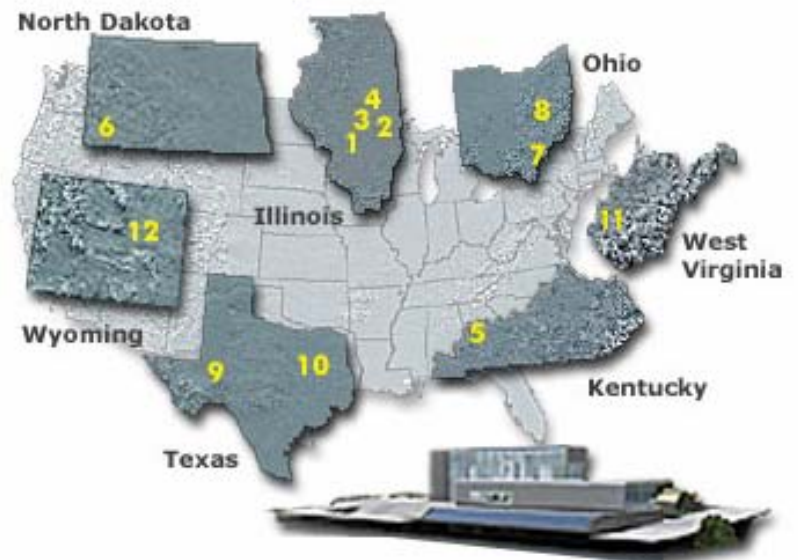 North Dakota
Ohio
4
8
3
2
6
1
7
Illinois
11
12
West
Virginia
Wyoming
5
9
10
Kentucky
Texas